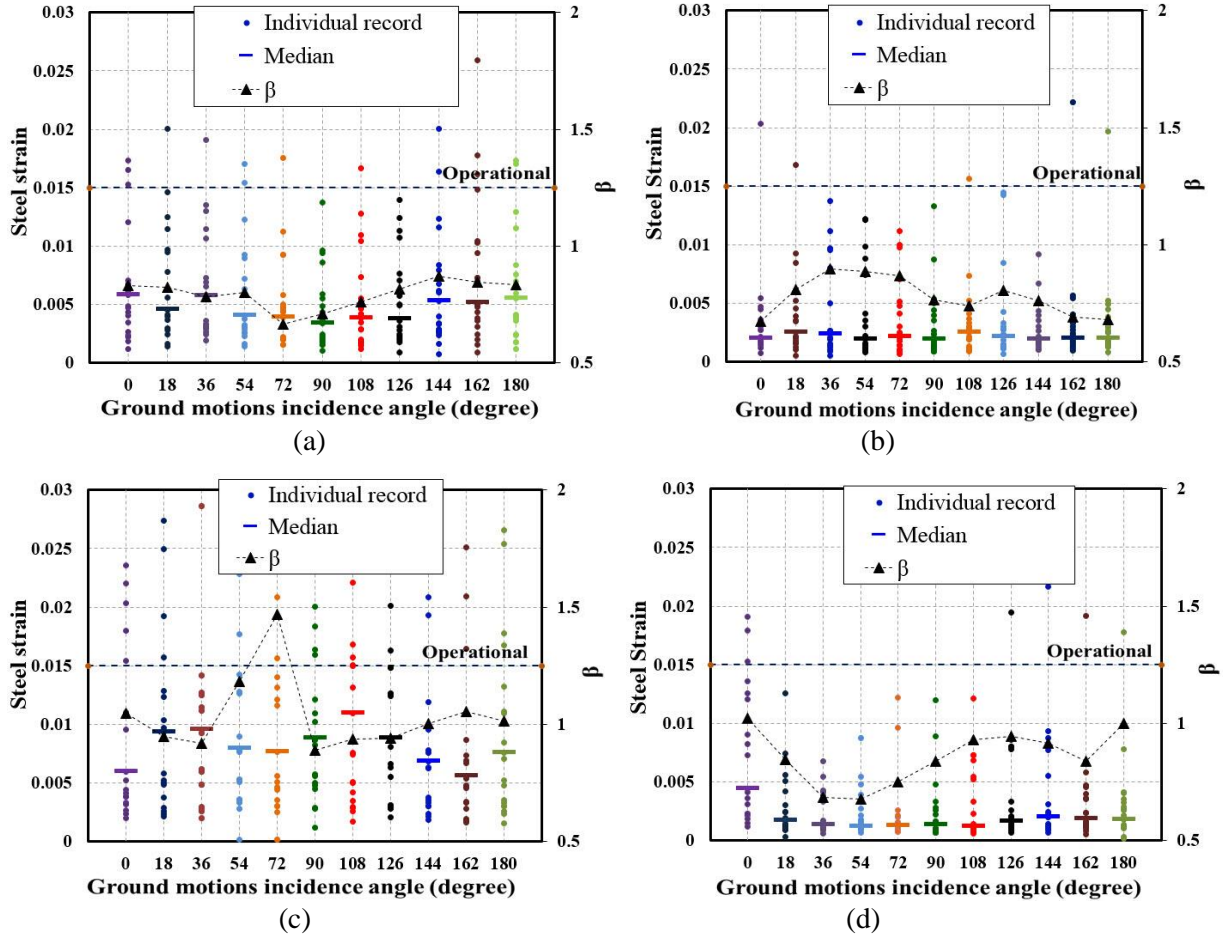 0.03
0.025
0.02
0.015
0.01
0.005
0
Steel strain
2
1.5
1
0.5
β
Individual record
Median
β
Operational
0 18 36 54 72 90 108 126 144 162 180
Ground motions incidence angle (degree)
(a)
0.03
0.025
0.02
0.015
0.01
0.005
0
Steel Strain
2
1.5
1
0.5
β
Individual record
Median
β
Operational
0 18 36 54 72 90 108 126 144 162 180
Ground motions incidence angle (degree)
(b)
0.03
0.025
0.02
0.015
0.01
0.005
0
Steel Strain
2
1.5
1
0.5
β
Individual record
Median
β
Operational
0 18 36 54 72 90 108 126 144 162 180
Ground motions incidence angle (degree)
(c)
0.03
0.025
0.02
0.015
0.01
0.005
0
Steel Strain
2
1.5
1
0.5
β
Individual record
Median
β
Operational
0 18 36 54 72 90 108 126 144 162 180
Ground motions incidence angle (degree)
(d)